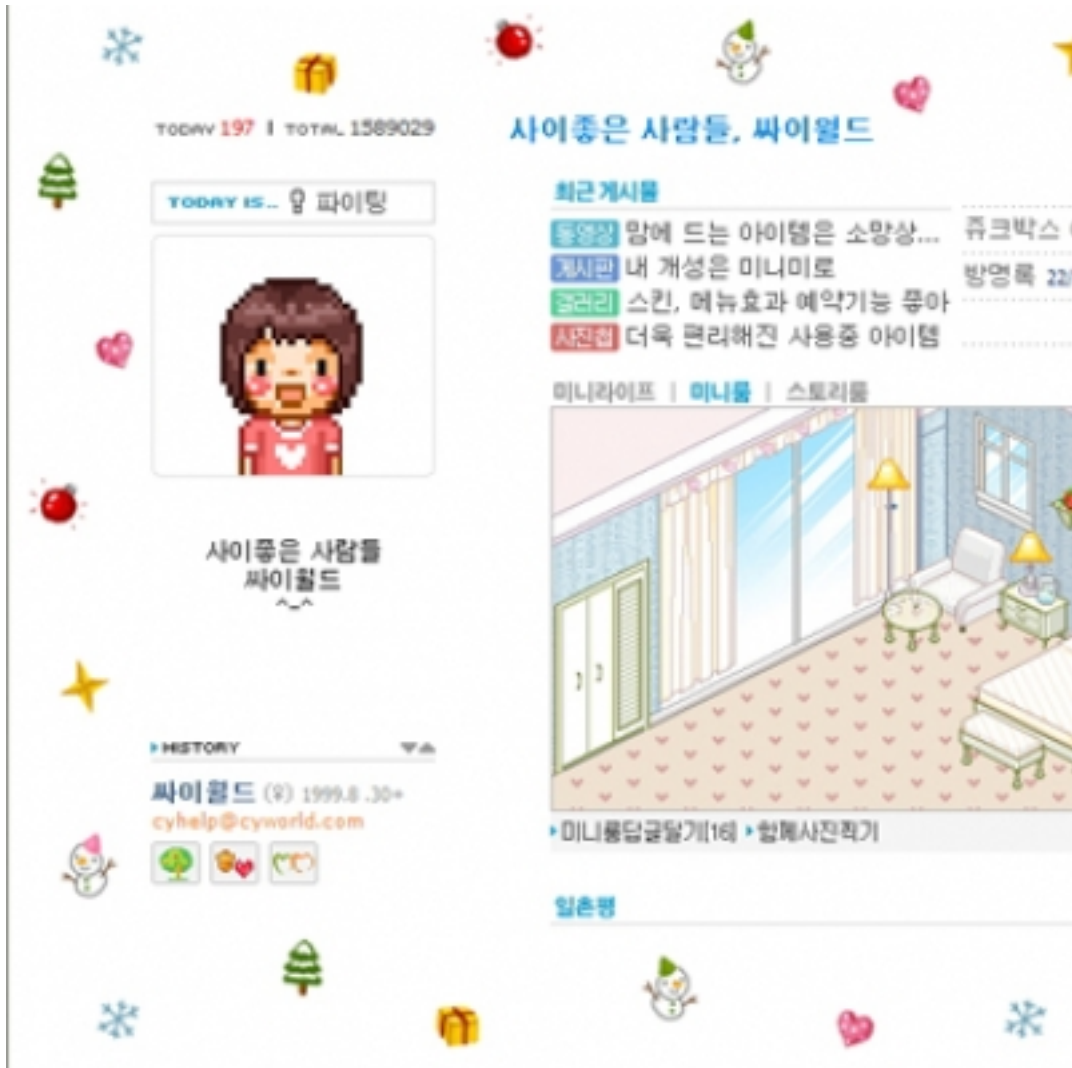 TODAY 197 | TOTAL 1589029
사이좋은 사람들, 싸이월드
TODAY IS.. 파이팅
사이좋은 사람들
싸이월드
^_^
HISTORY
싸이월드 (우) 1999.8 .30+
cyhelp@cyworld.com
최근 게시물
동영상 맘에 드는 아이템은 소망상...
게시판 내 개성은 미니미로
갤러리 스킨, 메뉴효과 예약기능 좋아
사진첩 더욱 편리해진 사용중 아이템
쥬크박스
방명록 22/
미니라이프 | 미니룸 | 스토리룸
미니룸답글달기[16] 함께사진찍기
일촌평